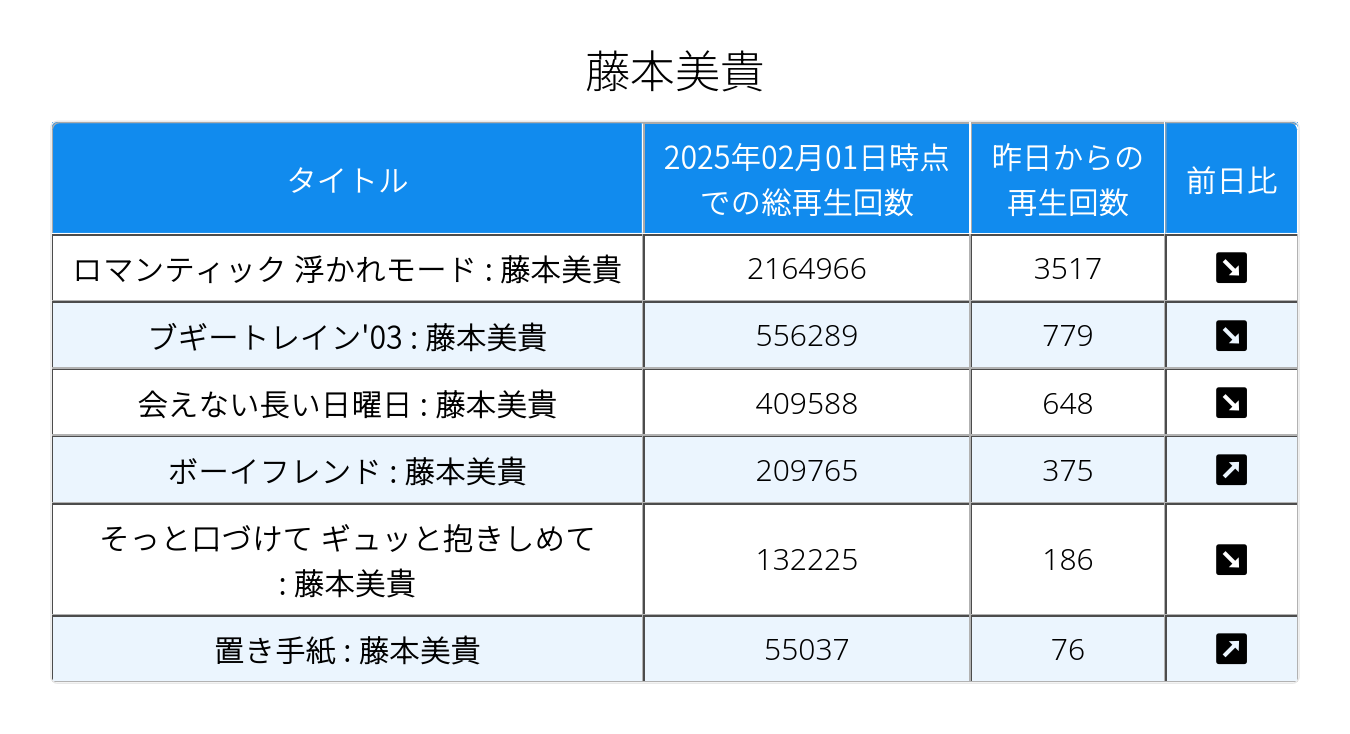 藤本美貴
タイトル
2025年02月01日時点
での総再生回数
昨日からの
再生回数
前日比
ロマンティック 浮かれモード : 藤本美貴
2164966
3517
ブギートレイン'03 : 藤本美貴
556289
779
会えない長い日曜日 : 藤本美貴
409588
648
ボーイフレンド : 藤本美貴
209765
375
そっと口づけて ギュッと抱きしめて
: 藤本美貴
132225
186
置き手紙 : 藤本美貴
55037
76